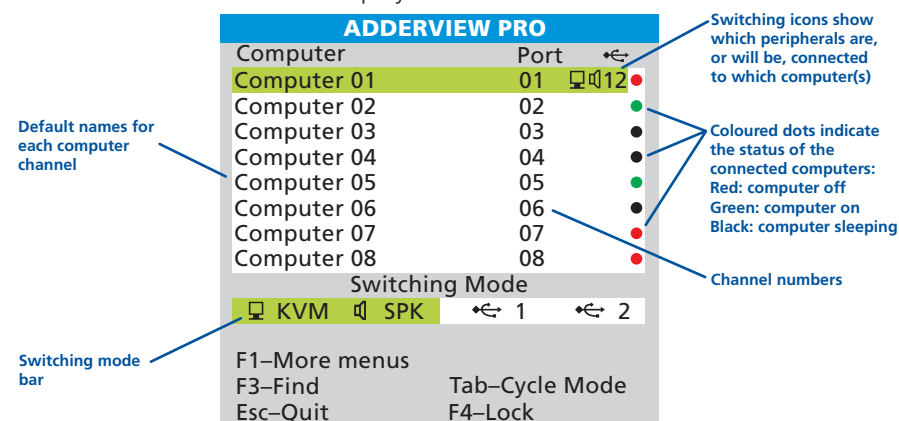 ADDERVIEW PRO
Computer Port
Computer 01 01 12
Computer 02 02
Computer 03 03
Computer 04 04
Computer 05 05
Computer 06 06
Computer 07 07
Computer 08 08
Switching Mode
KVM SPK 1 2
F1–More menus
F3–Find Tab–Cycle Mode
Esc–Quit F4–Lock
Default names for
each computer
channel
Switching mode
bar
Switching icons show
which peripherals are,
or will be, connected
to which computer(s)
Coloured dots indicate
the status of the
connected computers:
Red: computer off
Green: computer on
Black: computer sleeping
Channel numbers